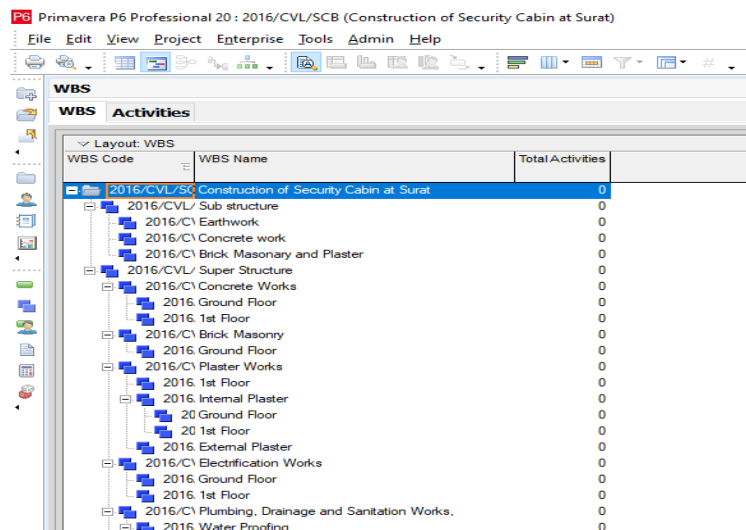 P6 Primavera P6 Professional 20 : 2016/CVL/SCB (Construction of Security Cabin at Surat)
File Edit View Project Enterprise Tools Admin Help
WBS
WBS Activities
Layout: WBS
WBS Code WBS Name Total Activities
2016/CVL/SC Construction of Security Cabin at Surat 0
2016/CVL/ Sub structure 0
2016/C\ Earthwork 0
2016/C\ Concrete work 0
2016/C\ Brick Masonary and Plaster 0
2016/CVL/ Super Structure 0
2016/C\ Concrete Works 0
2016. Ground Floor 0
2016. 1st Floor 0
2016/C\ Brick Masonry 0
2016. Ground Floor 0
2016/C\ Plaster Works 0
2016. 1st Floor 0
2016. Internal Plaster 0
20 Ground Floor 0
20 1st Floor 0
2016. External Plaster 0
2016/C\ Electrification Works 0
2016. Ground Floor 0
2016. 1st Floor 0
2016/C\ Plumbing, Drainage and Sanitation Works, 0
2016. Water Proofing 0